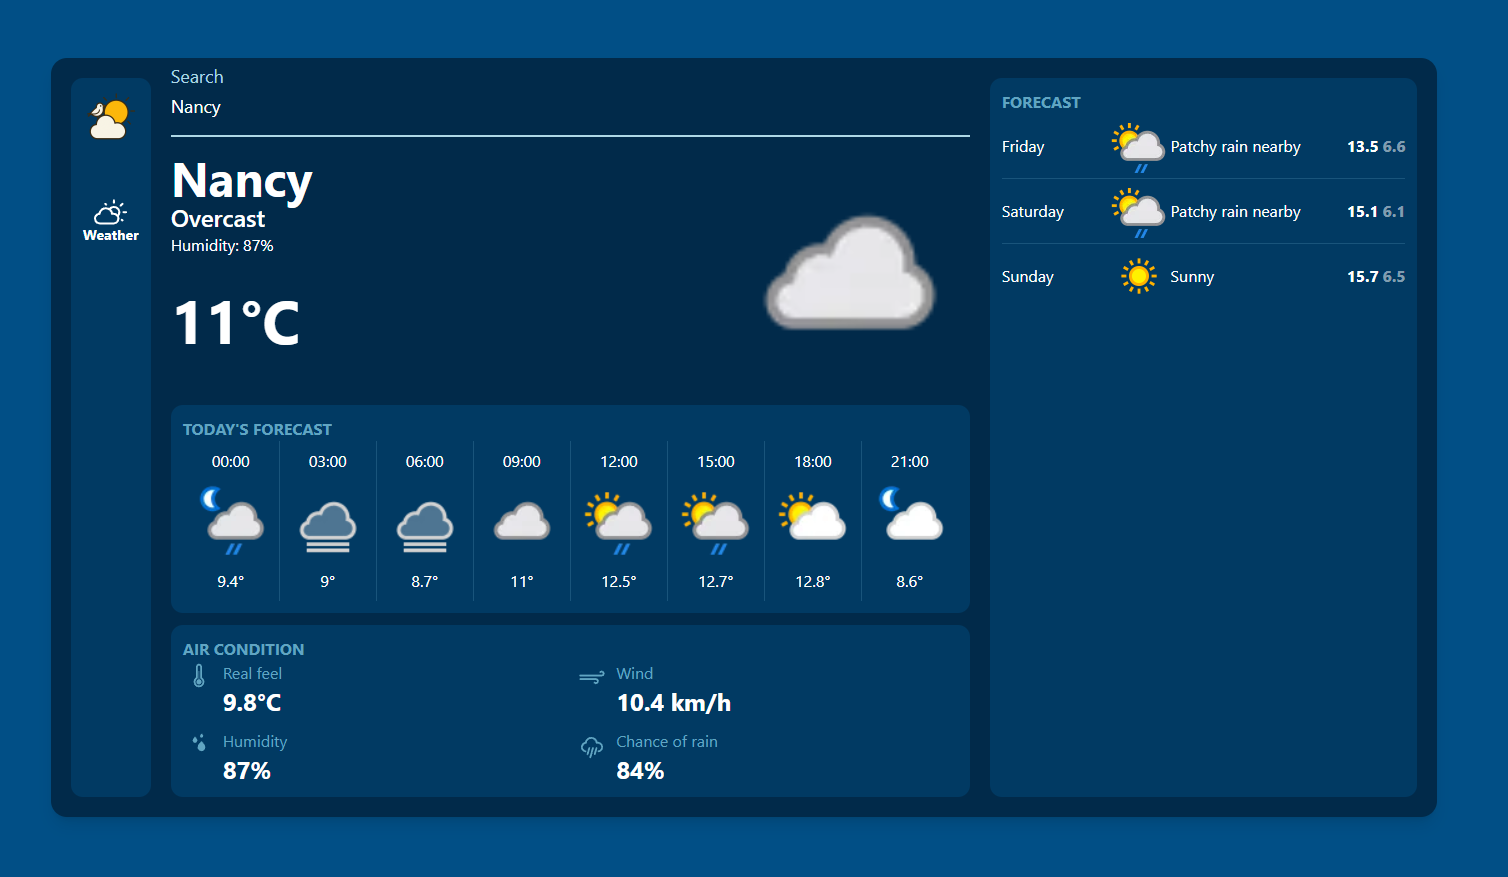 Weather
Search
Nancy
Nancy
Overcast
Humidity: 87%
11°C
TODAY'S FORECAST
00:00 03:00 06:00 09:00 12:00 15:00 18:00 21:00
9.4° 9° 8.7° 11° 12.5° 12.7° 12.8° 8.6°
AIR CONDITION
Real feel
9.8°C
Wind
10.4 km/h
Humidity
87%
Chance of rain
84%
FORECAST
Friday Patchy rain nearby 13.5 6.6
Saturday Patchy rain nearby 15.1 6.1
Sunday Sunny 15.7 6.5